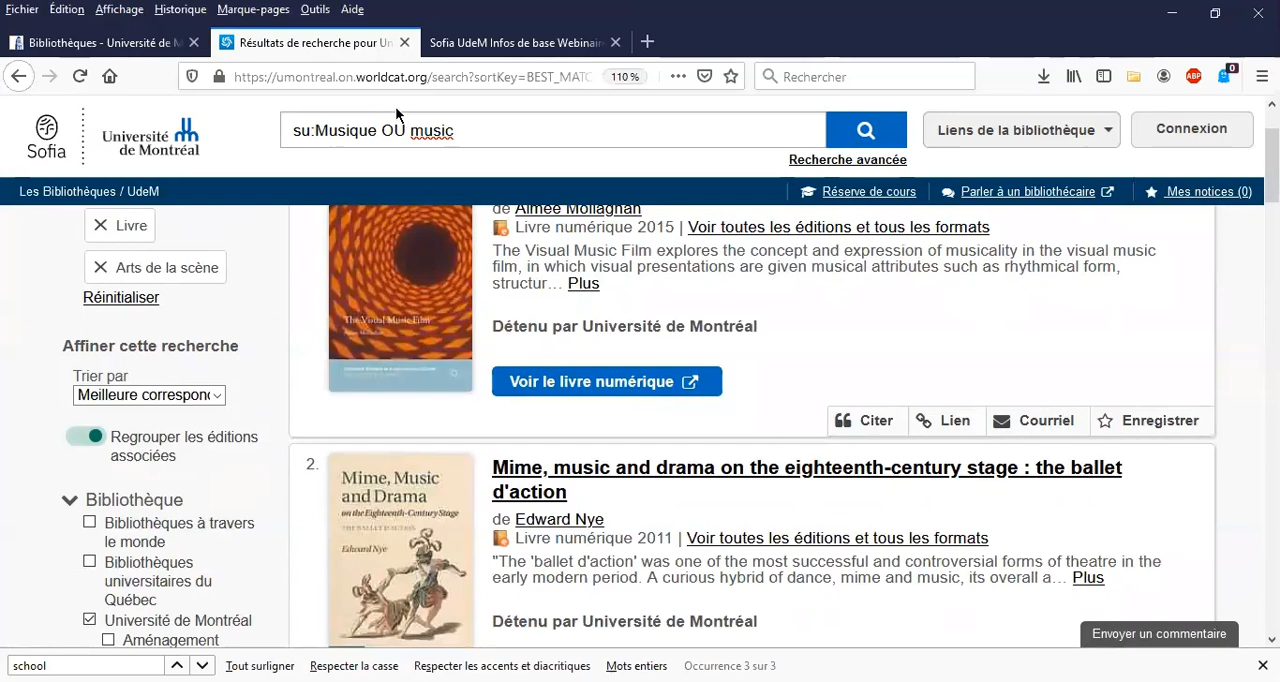 Fichier Édition Affichage Historique Marque-pages Outils Aide
Bibliothèques - Université de M
Résultats de recherche pour Un
Sofia UdeM Infos de base Webinair
https://umontreal.on.worldcat.org/search?sortKey=BEST_MATC
110 %
Rechercher
ABP
0
Sofia
Université de Montréal
su:Musique OU music
Recherche avancée
Liens de la bibliothèque
Connexion
Les Bibliothèques / UdeM
Réserve de cours
Parler à un bibliothécaire
Mes notices (0)
Livre
Arts de la scène
Réinitialiser
Affiner cette recherche
Trier par
Meilleure correspon
Regrouper les éditions
associées
Bibliothèque
Bibliothèques à travers
le monde
Bibliothèques
universitaires du
Québec
Université de Montréal
Aménagement
The Visual Music Film
de Aimee Mollaghan
Livre numérique 2015 | Voir toutes les éditions et tous les formats
The Visual Music Film explores the concept and expression of musicality in the visual music
film, in which visual presentations are given musical attributes such as rhythmical form,
structur… Plus
Détenu par Université de Montréal
Voir le livre numérique
Citer
Lien
Courriel
Enregistrer
2.
Mime, Music
and Drama
on the Eighteenth-Century Stage
THE BALLET D'ACTION
Edward Nye
Mime, music and drama on the eighteenth-century stage : the ballet
d'action
de Edward Nye
Livre numérique 2011 | Voir toutes les éditions et tous les formats
"The 'ballet d'action' was one of the most successful and controversial forms of theatre in the
early modern period. A curious hybrid of dance, mime and music, its overall a… Plus
Détenu par Université de Montréal
Envoyer un commentaire
school
Tout surligner
Respecter la casse
Respecter les accents et diacritiques
Mots entiers
Occurrence 3 sur 3